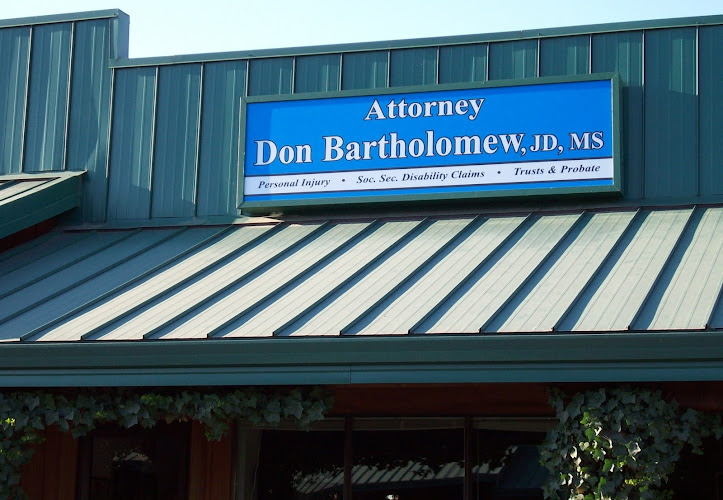 Attorney
Don Bartholomew, JD, MS
Personal Injury • Soc. Sec. Disability Claims • Trusts & Probate